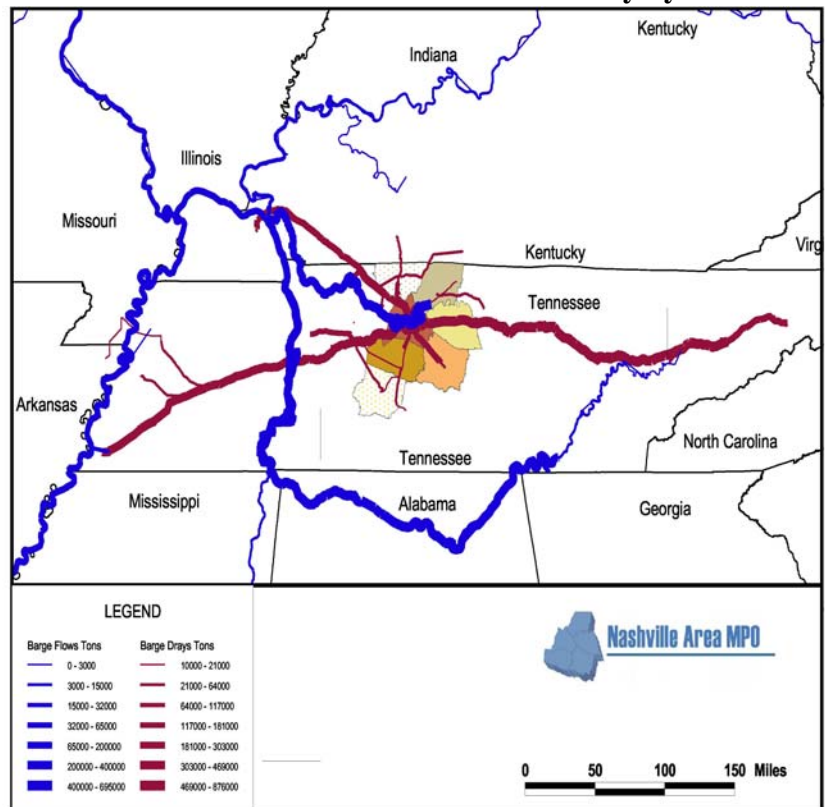 Kentucky
Indiana
Illinois
Missouri
Kentucky
Virg
Tennessee
Arkansas
North Carolina
Tennessee
Mississippi
Alabama
Georgia
LEGEND
Barge Flows Tons
0 - 3000
3000 - 15000
15000 - 32000
32000 - 65000
65000 - 200000
200000 - 400000
400000 - 695000
Barge Drays Tons
10000 - 21000
21000 - 64000
64000 - 117000
117000 - 181000
181000 - 303000
303000 - 469000
469000 - 876000
Nashville Area MPO
0 50 100 150 Miles